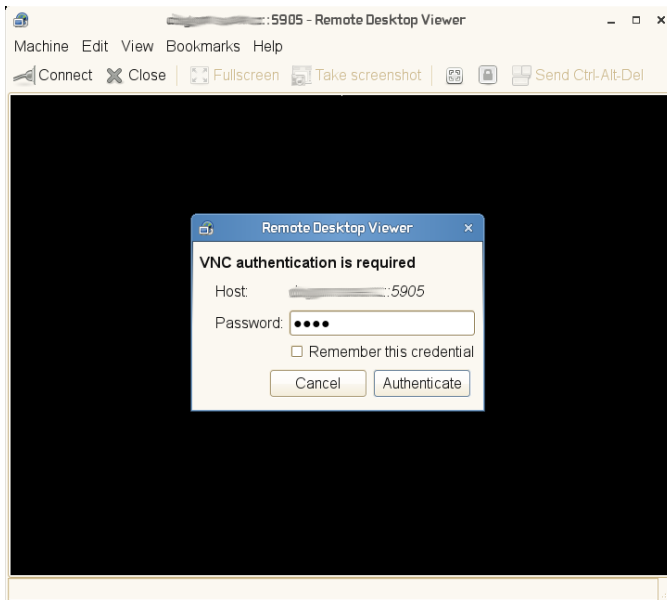 ::5905 - Remote Desktop Viewer
Machine Edit View Bookmarks Help
Connect Close Fullscreen Take screenshot Send Ctrl-Alt-Del
Remote Desktop Viewer
VNC authentication is required
Host: ::5905
Password: ••••
Remember this credential
Cancel Authenticate